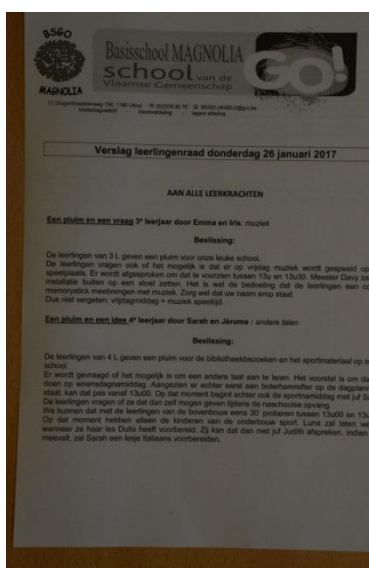 BSGO
MAGNOLIA
Basisschool MAGNOLIA
school van de
Vlaamse Gemeenschap
GO!
Verslag leerlingenraad donderdag 26 januari 2017
AAN ALLE LEERKRACHTEN
Een pluim en een vraag 3e leerjaar door Emma en Iris: muziek
Beslissing:
De leerlingen van 3 L geven een pluim voor onze leuke school.
De leerlingen vragen ook of het mogelijk is dat er op vrijdag muziek wordt gespeeld op
speelplaats. Er wordt afgesproken om dat te voorzien tussen 13u en 13u30. Meester Davy
installatie buiten op een stoel zetten. Het is wel de bedoeling dat de leerlingen een
memorystick meebrengen met muziek. Zorg wel dat uw naam erop staat.
Dus niet vergeten: vrijdagmiddag = muziek speeltijd.
Een pluim en een idee 4e leerjaar door Sarah en Jérome : andere talen
Beslissing:
De leerlingen van 4 L geven een pluim voor de bibliotheekbezoeken en het sportmateriaal op
school.
Er wordt gevraagd of het mogelijk is om een andere taal aan te leren. Het voorstel is om
doen op woensdagnamiddag. Aangezien er echter eerst een boterhamrefter op de
staat, kan dat pas vanaf 13u00. Op dat moment begint echter ook de sportnamiddag met juf
De leerlingen vragen of ze dat dan zelf mogen geven tijdens de naschoolse opvang.
We kunnen dat met de leerlingen van de bovenbouw eens 30' proberen tussen 13u00 en
Op dat moment hebben alleen de kinderen van de onderbouw sport. Luna zal laten
wanneer ze haar les Duits heeft voorbereid. Zij kan dat dan met juf Judith afspreken. Indien
meevalt, zal Sarah een lesje Italiaans voorbereiden.